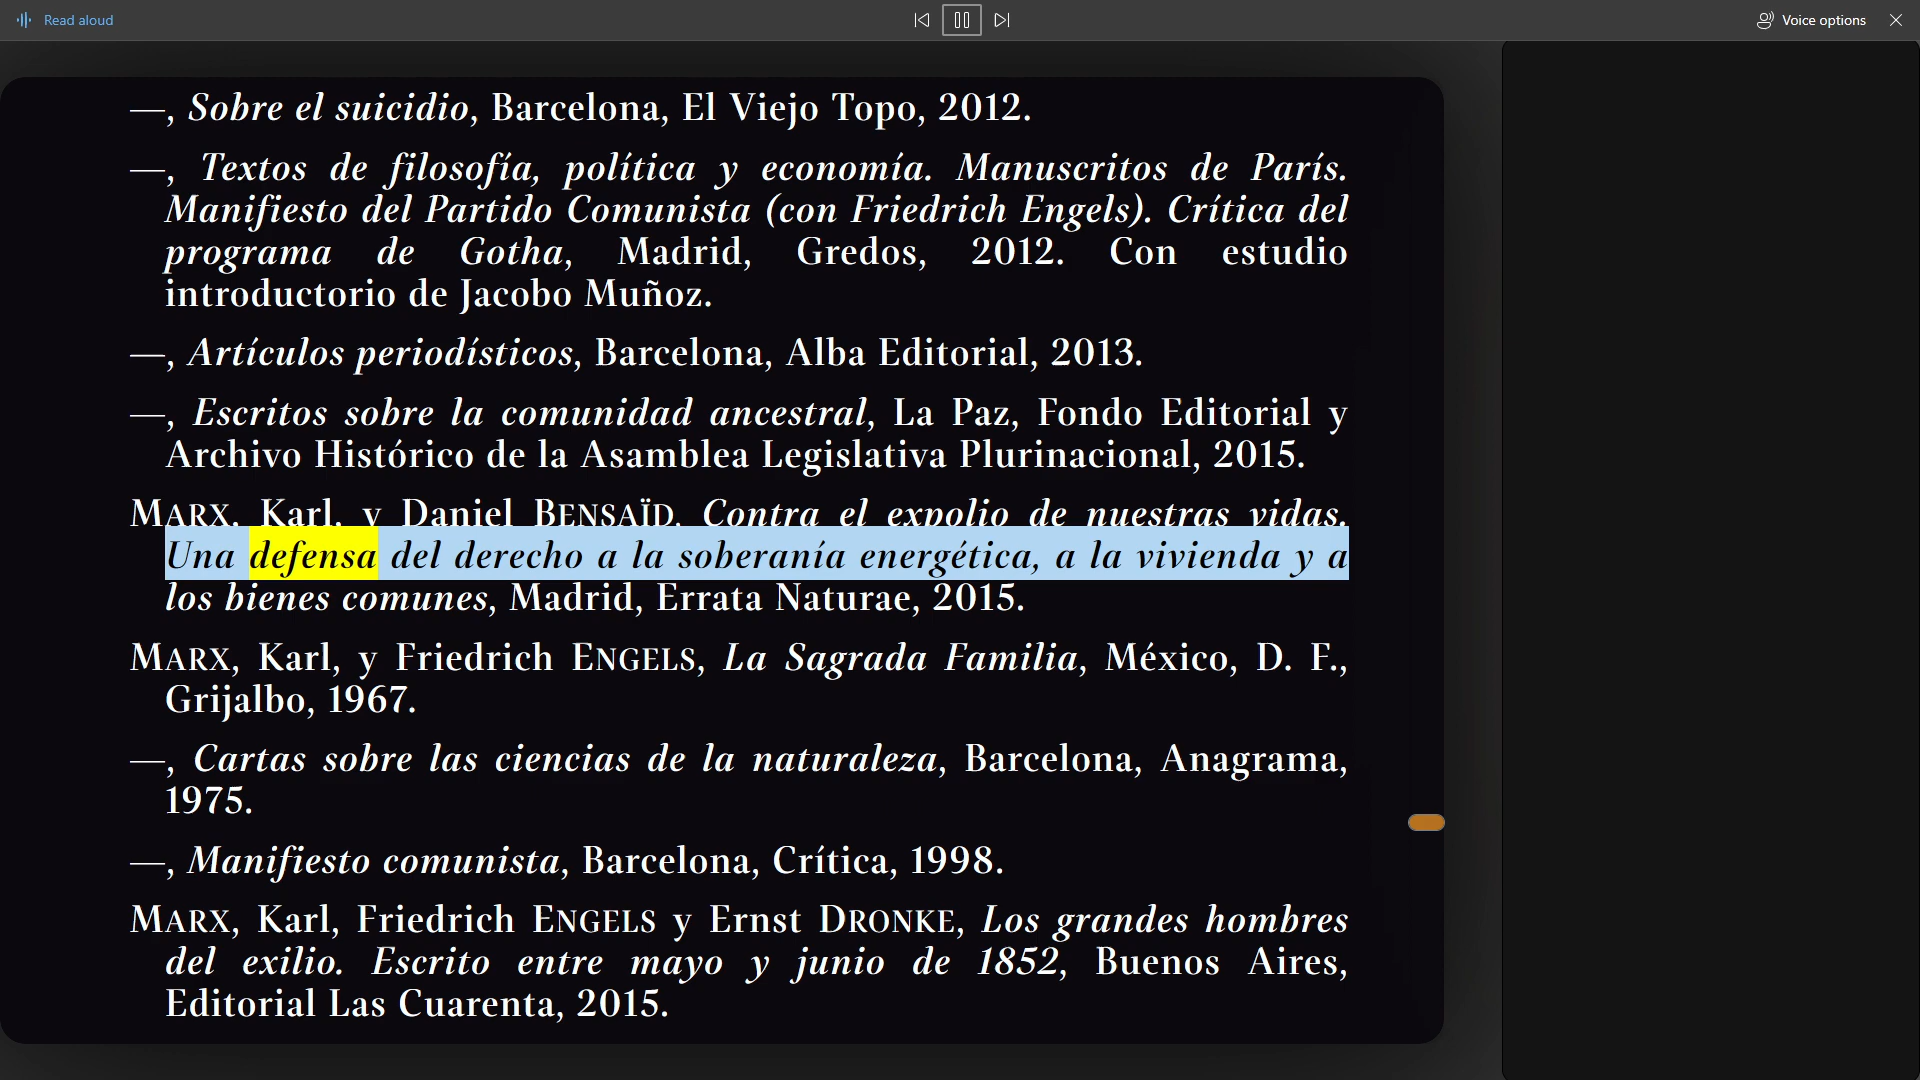 Read aloud
Voice options
—, Sobre el suicidio, Barcelona, El Viejo Topo, 2012.
—, Textos de filosofía, política y economía. Manuscritos de París.
Manifiesto del Partido Comunista (con Friedrich Engels). Crítica del
programa de Gotha, Madrid, Gredos, 2012. Con estudio
introductorio de Jacobo Muñoz.
—, Artículos periodísticos, Barcelona, Alba Editorial, 2013.
—, Escritos sobre la comunidad ancestral, La Paz, Fondo Editorial y
Archivo Histórico de la Asamblea Legislativa Plurinacional, 2015.
MARX, Karl, y Daniel BENSAÏD, Contra el expolio de nuestras vidas.
Una defensa del derecho a la soberanía energética, a la vivienda y a
los bienes comunes, Madrid, Errata Naturae, 2015.
MARX, Karl, y Friedrich ENGELS, La Sagrada Familia, México, D. F.,
Grijalbo, 1967.
—, Cartas sobre las ciencias de la naturaleza, Barcelona, Anagrama,
1975.
—, Manifiesto comunista, Barcelona, Crítica, 1998.
MARX, Karl, Friedrich ENGELS y Ernst DRONKE, Los grandes hombres
del exilio. Escrito entre mayo y junio de 1852, Buenos Aires,
Editorial Las Cuarenta, 2015.